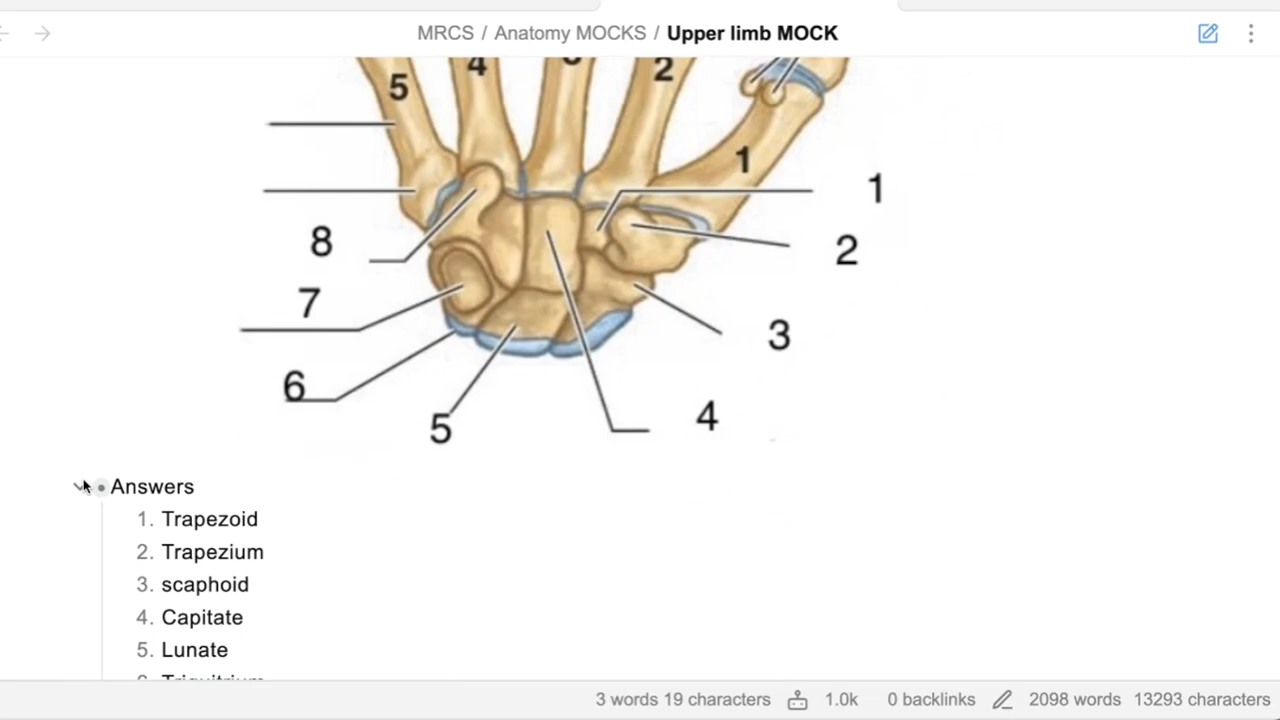 MRCS / Anatomy MOCKS / Upper limb MOCK
5 4 2
1
1
8 2
7
3
6
5 4
Answers
1. Trapezoid
2. Trapezium
3. scaphoid
4. Capitate
5. Lunate
3 words 19 characters 1.0k 0 backlinks 2098 words 13293 characters